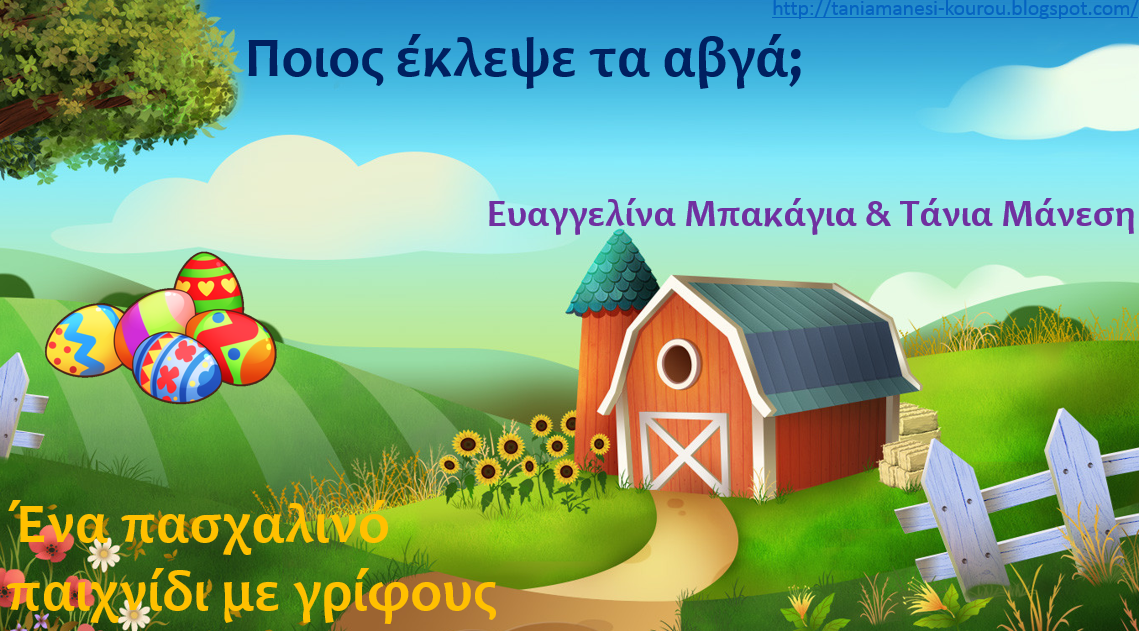 http://taniamanesi-kourou.blogspot.com/
Ποιος έκλεψε τα αβγά;
Ευαγγελίνα Μπακάγια & Τάνια Μάνεση
Ένα πασχαλινό
παιχνίδι με γρίφους